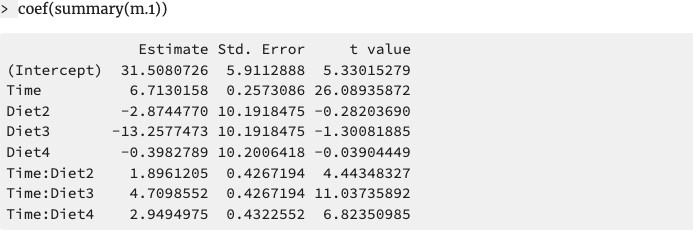 > coef(summary(m.1))
Estimate Std. Error t value
(Intercept) 31.5080726 5.9112888 5.33015279
Time 6.7130158 0.2573086 26.08935872
Diet2 -2.8744770 10.1918475 -0.28203690
Diet3 -13.2577473 10.1918475 -1.30081885
Diet4 -0.3982789 10.2006418 -0.03904449
Time:Diet2 1.8961205 0.4267194 4.44348327
Time:Diet3 4.7098552 0.4267194 11.03735892
Time:Diet4 2.9494975 0.4322552 6.82350985